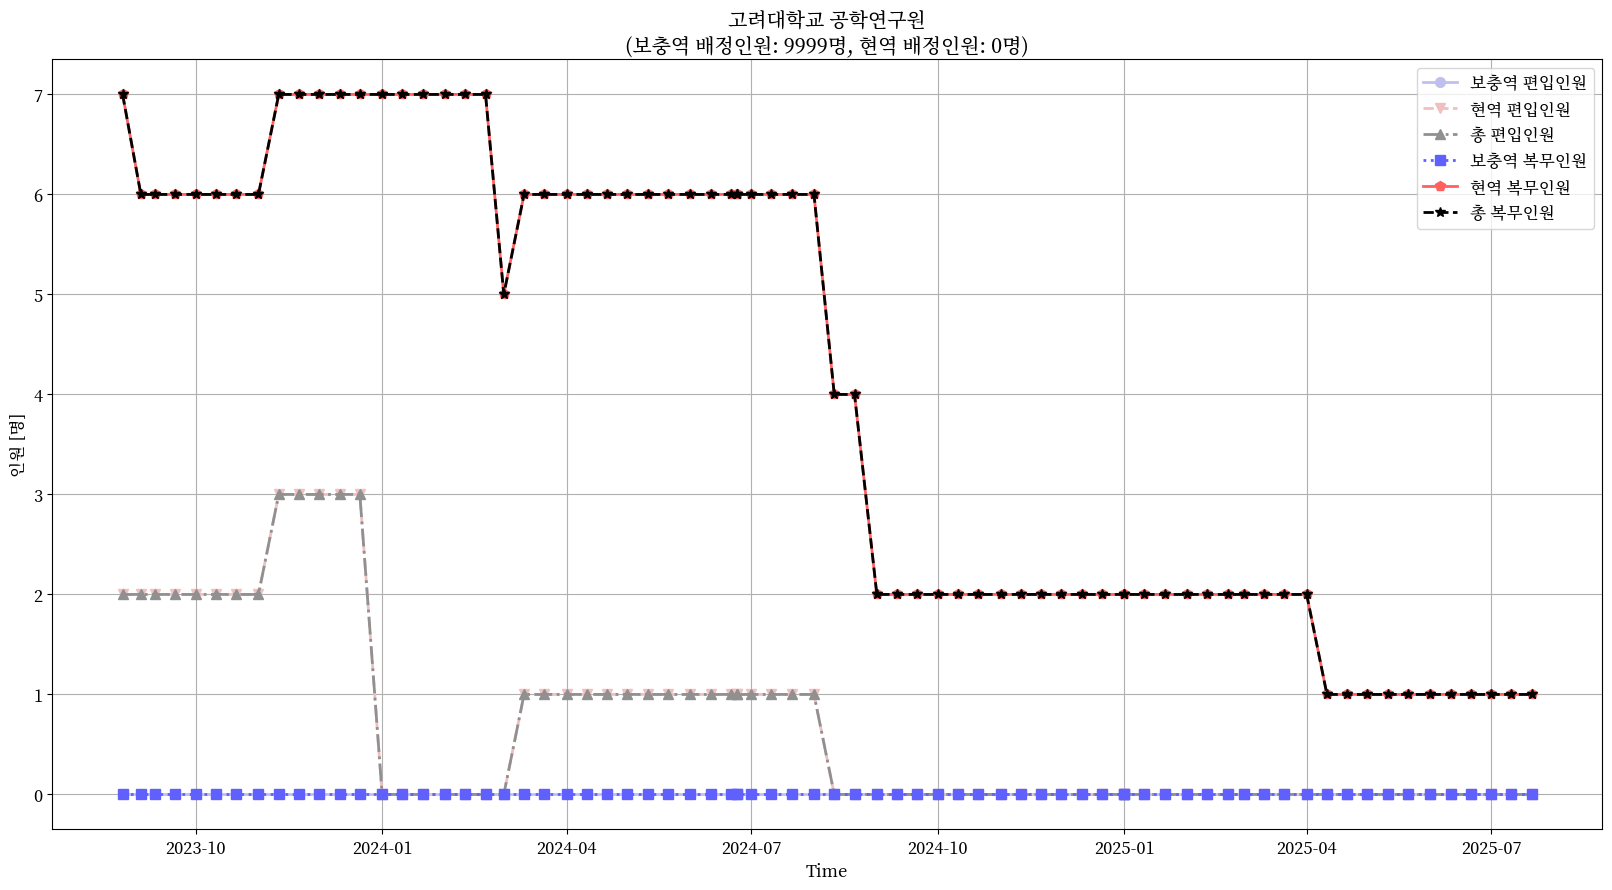 고려대학교 공학연구원
(보충역 배정인원: 9999명, 현역 배정인원: 0명)
보충역 편입인원
현역 편입인원
총 편입인원
보충역 복무인원
현역 복무인원
총 복무인원
인원 [명]
7
6
5
4
3
2
1
0
2023-10 2024-01 2024-04 2024-07 2024-10 2025-01 2025-04 2025-07
Time